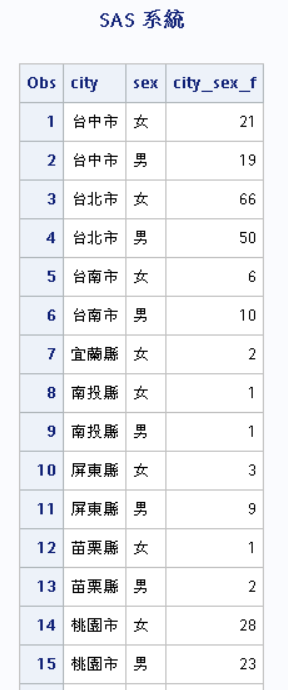 SAS 系統
Obs city sex city_sex_f
1 台中市 女 21
2 台中市 男 19
3 台北市 女 66
4 台北市 男 50
5 台南市 女 6
6 台南市 男 10
7 宜蘭縣 女 2
8 南投縣 女 1
9 南投縣 男 1
10 屏東縣 女 3
11 屏東縣 男 9
12 苗栗縣 女 1
13 苗栗縣 男 2
14 桃園市 女 28
15 桃園市 男 23